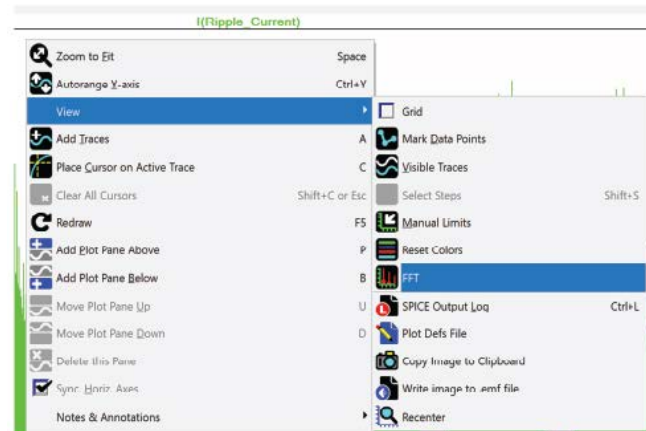 I(Ripple_Current)
Zoom to Fit Space
Autorange Y-axis Ctrl+Y
View
Add Traces A
Place Cursor on Active Trace C
Clear All Cursors Shift+C or Esc
Redraw F5
Add Plot Pane Above P
Add Plot Pane Below B
Move Plot Pane Up U
Move Plot Pane Down D
Delete this Pane
Sync. Horiz. Axes
Notes & Annotations
Grid
Mark Data Points
Visible Traces
Select Steps Shift+S
Manual Limits
Reset Colors
FFT
SPICE Output Log Ctrl+L
Plot Defs File
Copy Image to Clipboard
Write image to .emf file
Recenter